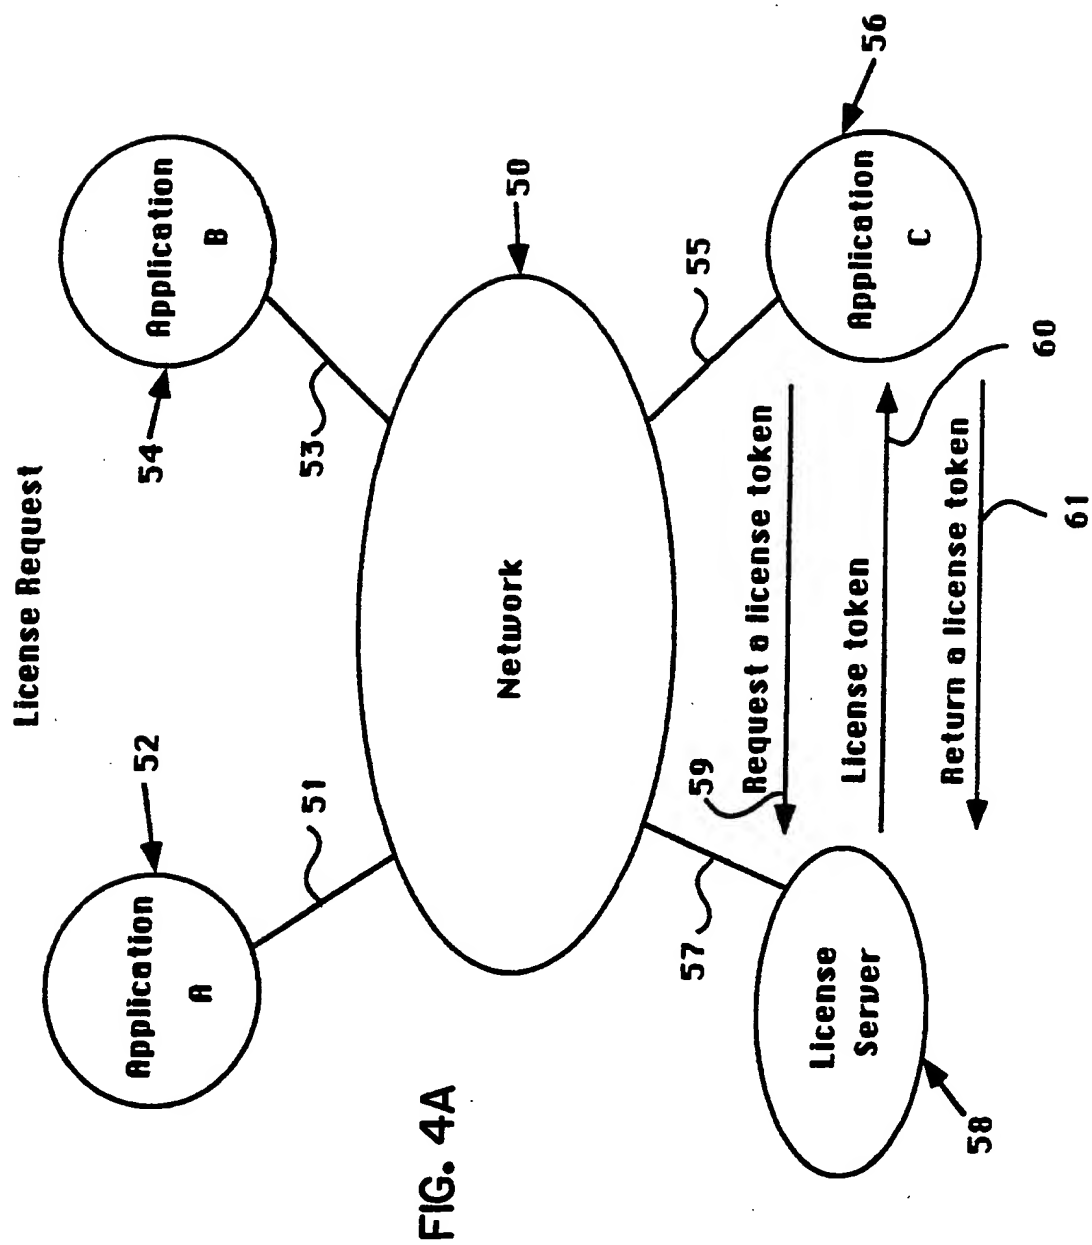 License Request
52
Application
A
51
54
Application
B
53
Network
50
55
56
Application
C
57
59
Request a license token
License token
60
Return a license token
61
License
Server
58
FIG. 4A